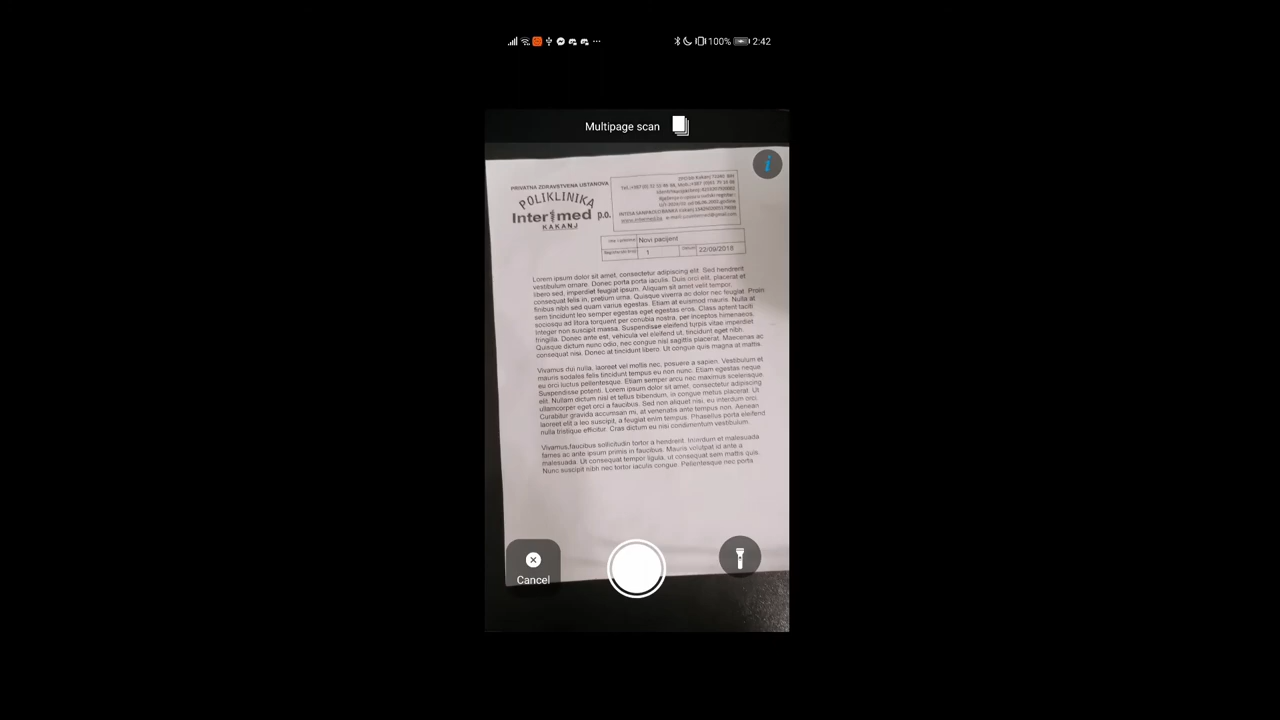 100% 2:42
Multipage scan
PRIVATNA ZDRAVSTVENA USTANOVA
POLIKLINIKA
Inter med p.o.
KAKANJ
INTESA SANPAOLO BANKA
www.intermed.ba e-mail:
Novi pacijent
1 Datum 22/09/2018
Lorem ipsum dolor sit amet, consectetur adipiscing elit. Sed hendrerit
vestibulum ornare. Donec porta porta iaculis. Duis orci elit, placerat et
libero sed, imperdiet feugiat ipsum. Aliquam sit amet velit tempor,
consequat felis in, pretium urna. Quisque viverra ac dolor nec feugiat. Proin
finibus nibh sed quam varius egestas. Etiam at euismod mauris. Nulla at
sem tincidunt leo semper egestas eget egestas eros. Class aptent taciti
sociosqu ad litora torquent per conubia nostra, per inceptos himenaeos.
Integer non suscipit massa. Suspendisse eleifend turpis vitae imperdiet
fringilla. Donec ante est, vehicula vel eleifend ut, tincidunt eget nibh.
Quisque dictum nunc odio, nec congue nisl sagittis placerat. Maecenas ac
consequat nisi. Donec at tincidunt libero. Ut congue quis magna at mattis.
Vivamus dui nulla, laoreet vel mollis nec, posuere a sapien. Vestibulum et
mauris sodales felis tincidunt tempus eu non nunc. Etiam egestas neque
eu orci luctus pellentesque. Etiam semper arcu nec maximus scelerisque.
Suspendisse potenti. Lorem ipsum dolor sit amet, consectetur adipiscing
elit. Nullam dictum nisl et tellus bibendum, in congue metus placerat. Ut
ullamcorper eget orci a faucibus. Sed non aliquet nisi, eu interdum orci.
Curabitur gravida accumsan mi, at venenatis ante tempus non. Aenean
laoreet elit a leo suscipit, a feugiat enim tempus. Phasellus porta eleifend
nulla tristique efficitur. Cras dictum eu nisi condimentum vestibulum.
Vivamus faucibus sollicitudin tortor a hendrerit. Interdum et malesuada
fames ac ante ipsum primis in faucibus. Mauris volutpat id ante a
malesuada. Ut consequat tempor ligula, ut consequat sem mattis quis.
Nunc suscipit nibh nec tortor iaculis congue. Pellentesque nec porta
Cancel